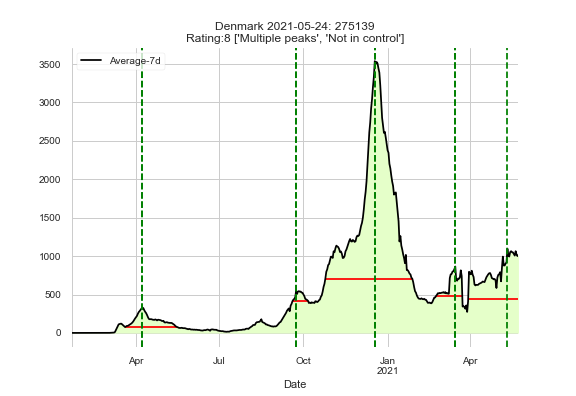 Denmark 2021-05-24: 275139
Rating:8 ['Multiple peaks', 'Not in control']
Average-7d
3500
3000
2500
2000
1500
1000
500
0
Apr
Jul
Oct
Jan
2021
Apr
Date